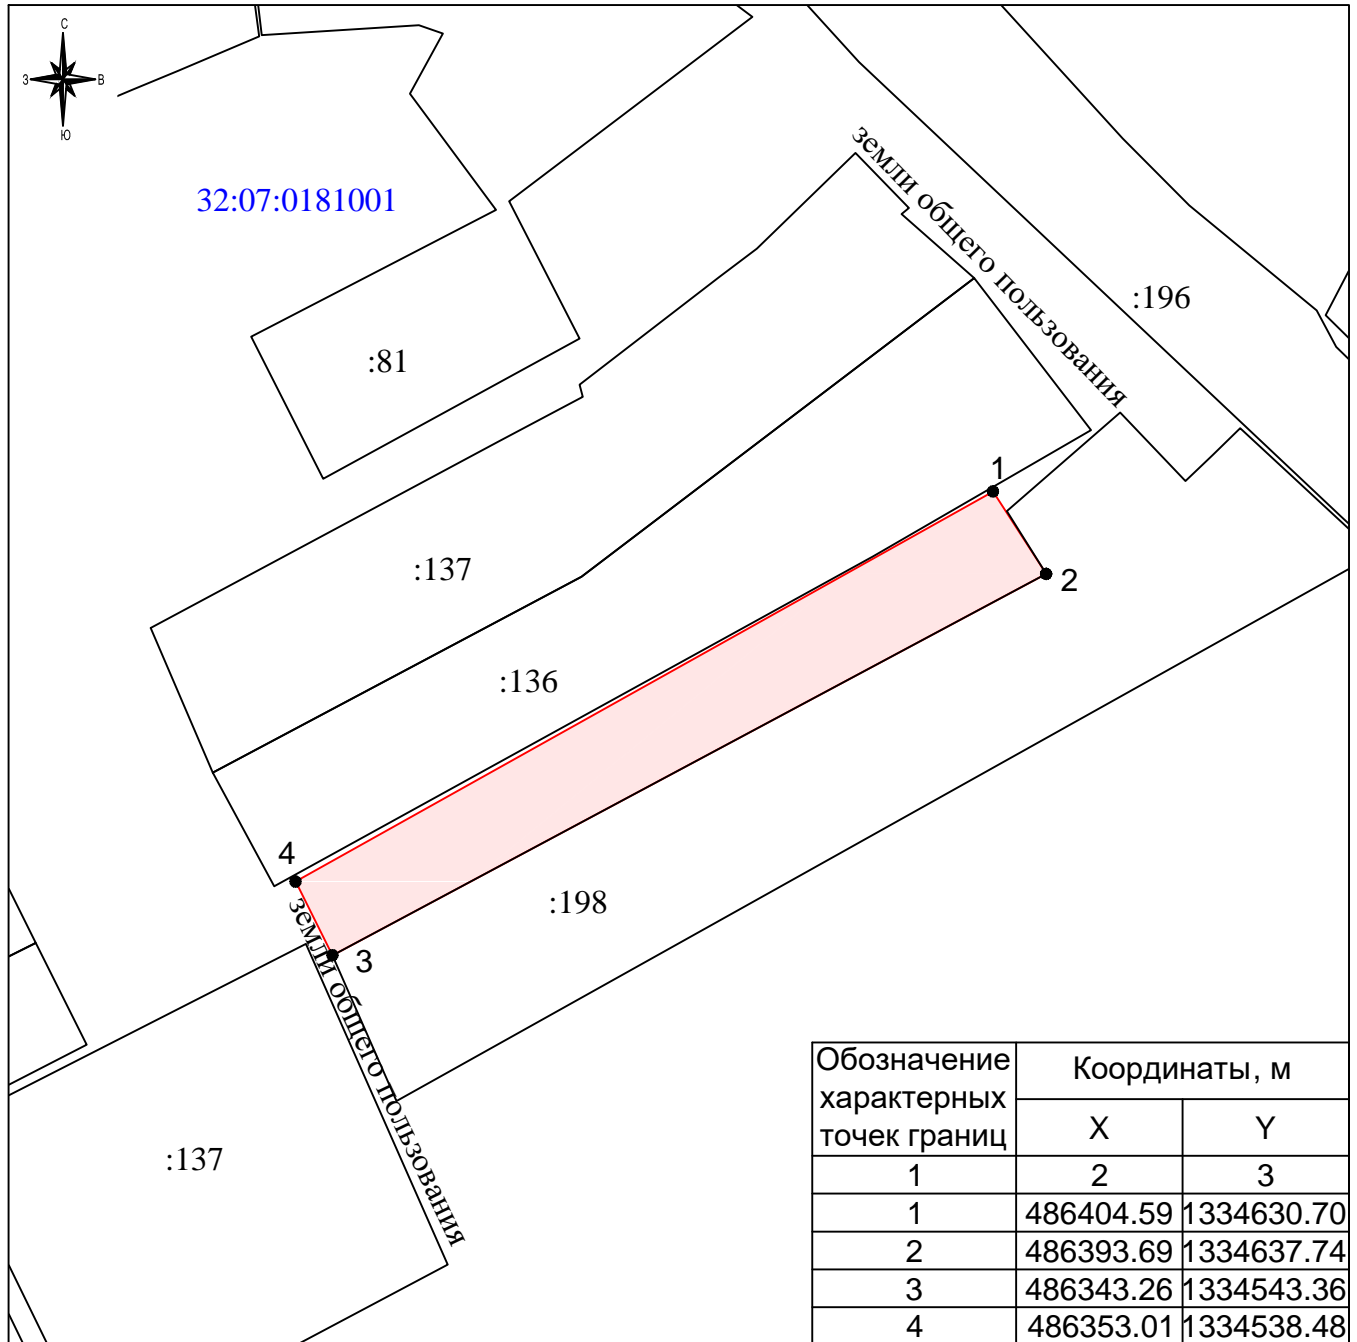 С
З
В
Ю
32:07:0181001
земли общего пользования
:196
:81
:137
1
2
:136
4
:198
3
земли общего пользования
:137
Обозначение характерных точек границ
Координаты, м
X Y
1 2 3
1 486404.59 1334630.70
2 486393.69 1334637.74
3 486343.26 1334543.36
4 486353.01 1334538.48